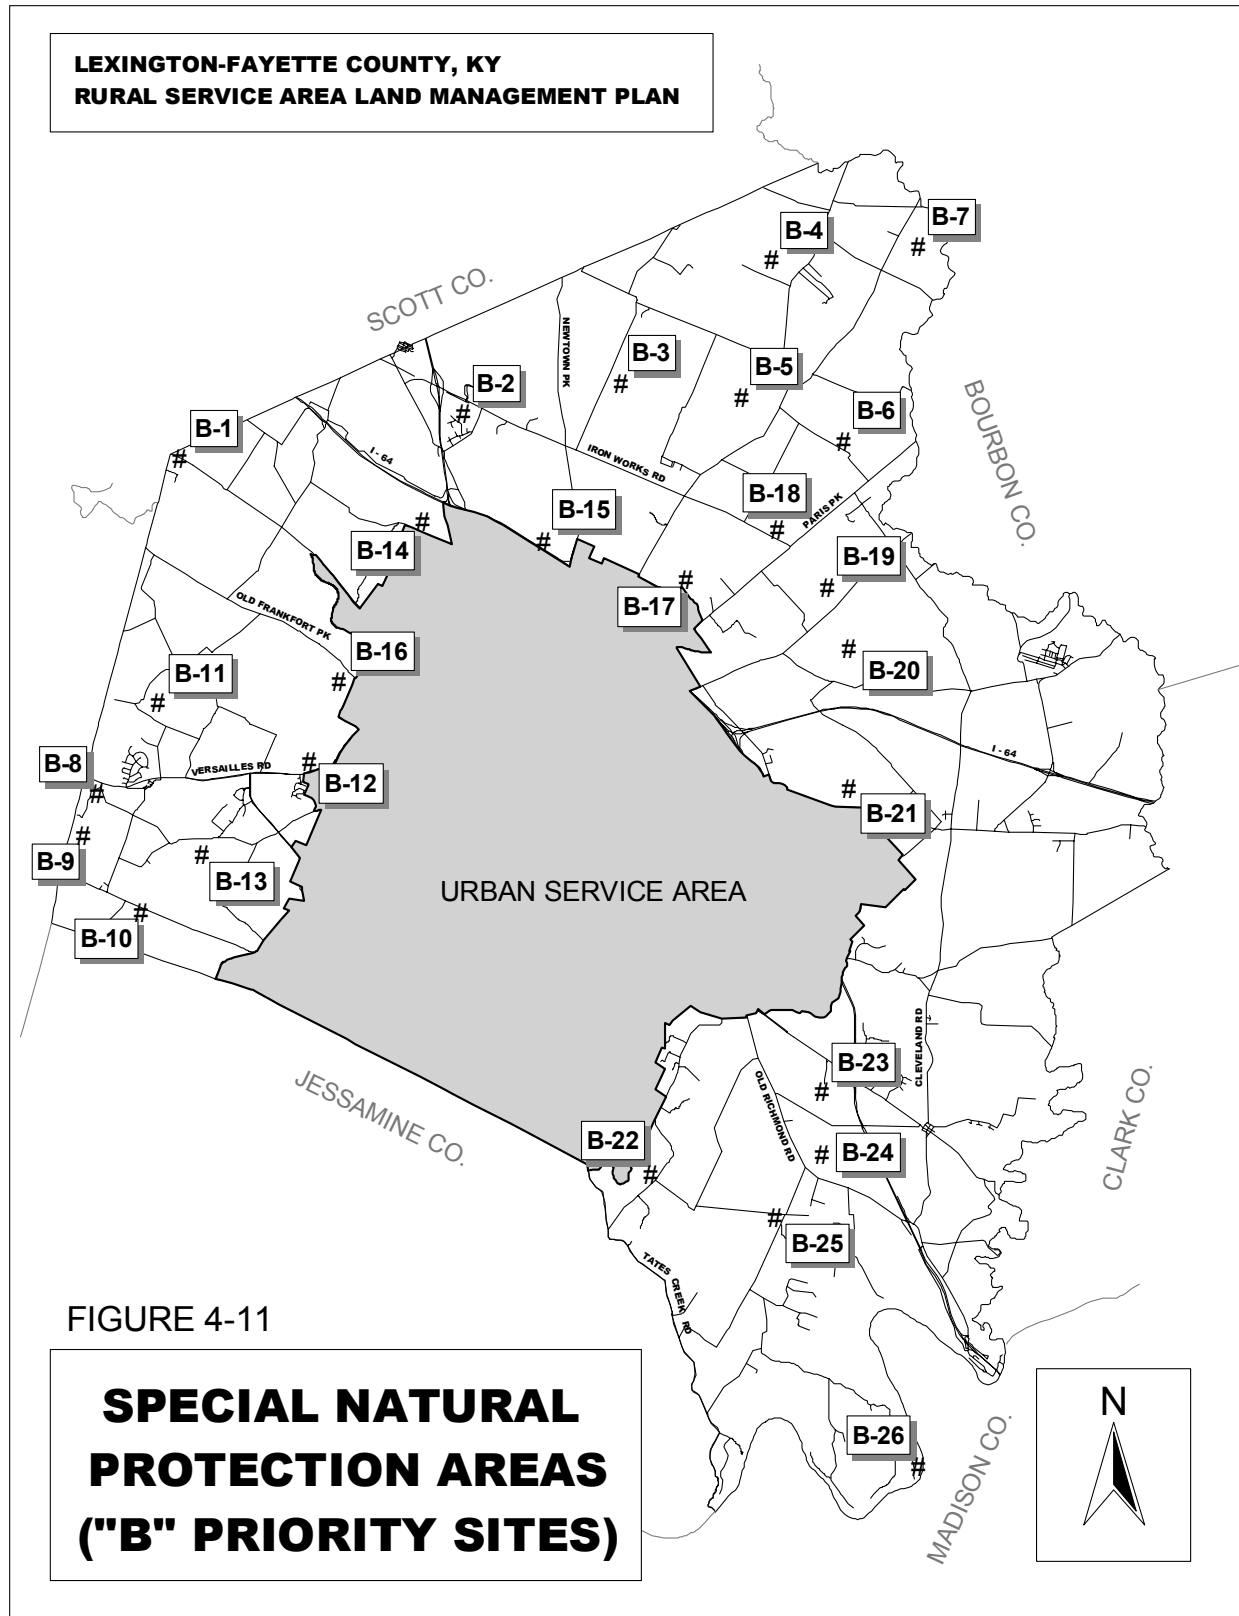 LEXINGTON-FAYETTE COUNTY, KY
RURAL SERVICE AREA LAND MANAGEMENT PLAN
B-7
#
B-4
#
SCOTT CO.
NEWTOWN PK
B-3
#
B-5
#
B-2
#
B-6
#
BOURBON CO.
B-1
#
I - 64
IRON WORKS RD
B-18
#
PARIS PK
B-15
#
B-14
#
B-19
#
B-17
#
OLD FRANKFORT PK
B-16
#
B-20
#
B-11
#
I - 64
B-8
#
VERSAILLES RD
B-12
#
B-21
#
B-9
#
B-13
#
URBAN SERVICE AREA
B-10
#
CLEVELAND RD
B-23
#
OLD RICHMOND RD
JESSAMINE CO.
CLARK CO.
B-22
#
B-24
#
B-25
#
TATES CREEK RD
B-26
#
MADISON CO.
FIGURE 4-11
SPECIAL NATURAL
PROTECTION AREAS
("B" PRIORITY SITES)
N